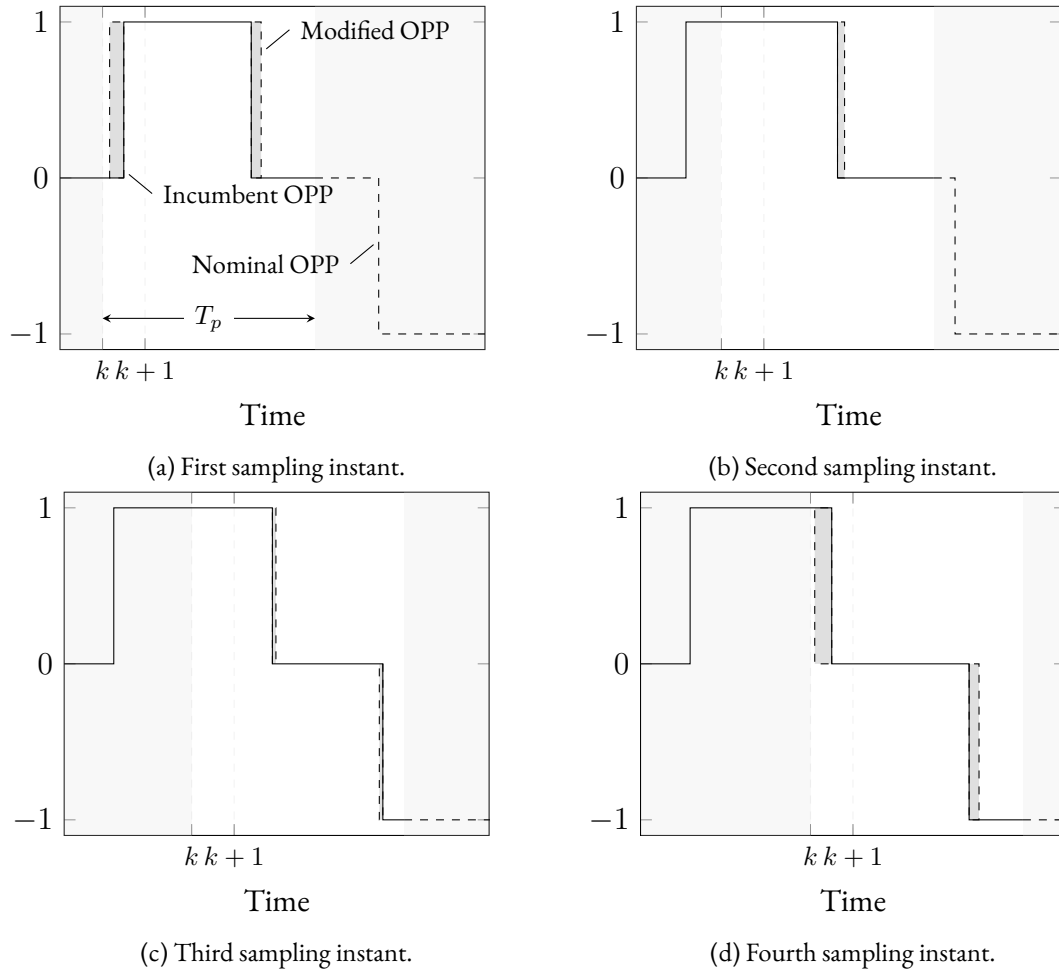 1
0
−1
Modified OPP
Incumbent OPP
Nominal OPP
T_p
k k + 1
Time
(a) First sampling instant.
1
0
−1
k k + 1
Time
(b) Second sampling instant.
1
0
−1
k k + 1
Time
(c) Third sampling instant.
1
0
−1
k k + 1
Time
(d) Fourth sampling instant.